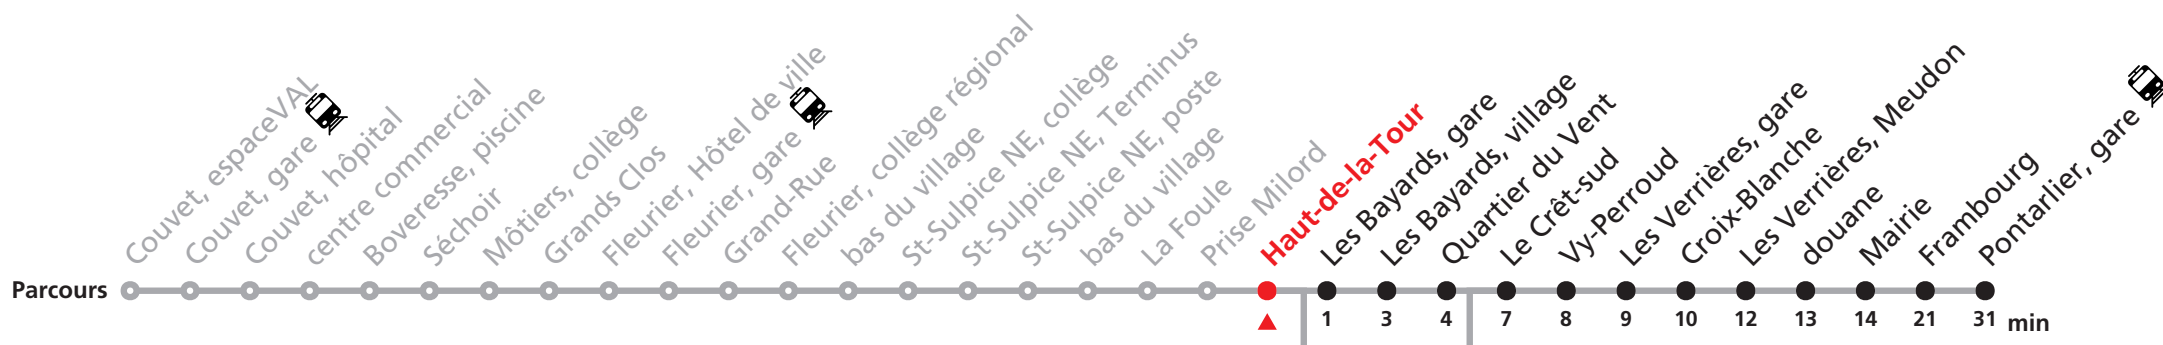 Couvet, espaceVAL
Couvet, gare
Couvet, hôpital
centre commercial
Boveresse, piscine
Séchoir
Môtiers, collège
Grands Clos
Fleurier, Hôtel de ville
Fleurier, gare
Grand-Rue
Fleurier, collège régional
bas du village
St-Sulpice NE, collège
St-Sulpice NE, Terminus
St-Sulpice NE, poste
bas du village
La Foule
Prise Milord
Haut-de-la-Tour
Les Bayards, gare
Les Bayards, village
Quartier du Vent
Le Crêt-sud
Vy-Perroud
Les Verrières, gare
Croix-Blanche
Les Verrières, Meudon
douane
Mairie
Frambourg
Pontarlier, gare
Parcours
1 3 4 7 8 9 10 12 13 14 21 31 min